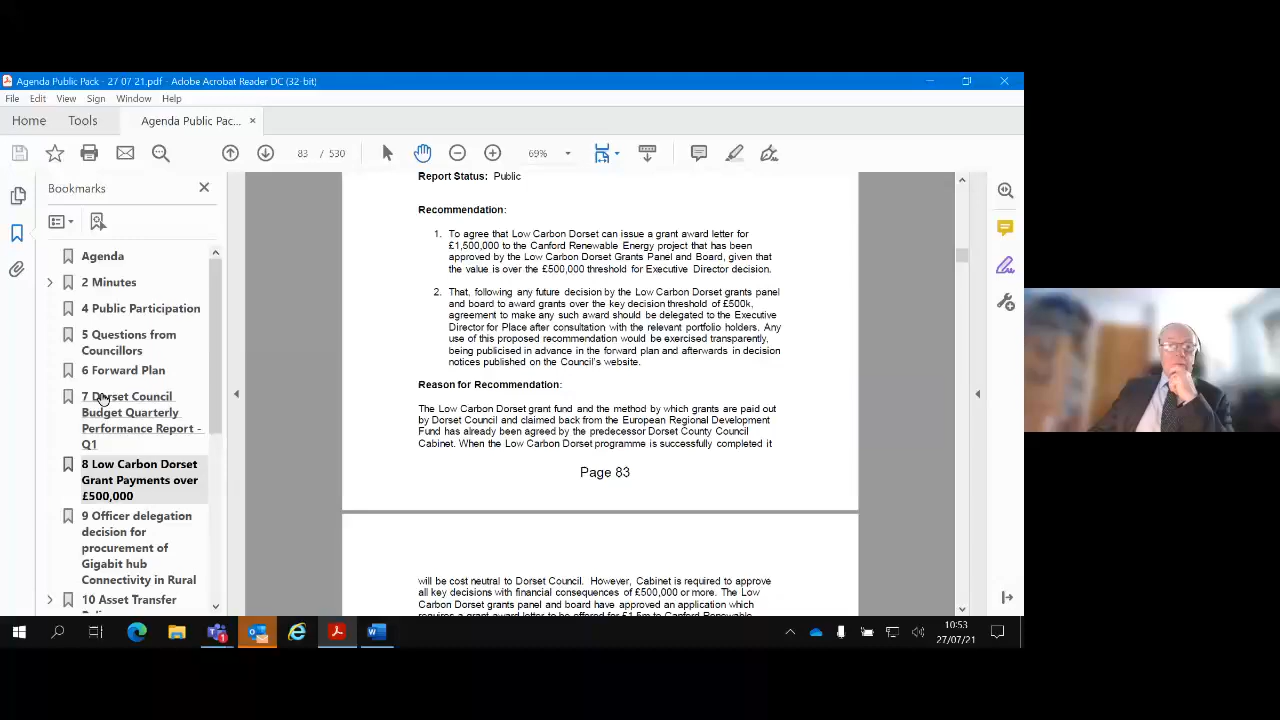 Agenda Public Pack - 27 07 21.pdf - Adobe Acrobat Reader DC (32-bit)
File Edit View Sign Window Help
Home Tools Agenda Public Pac... ×
83 / 530 69%
Bookmarks
Agenda
2 Minutes
4 Public Participation
5 Questions from
Councillors
6 Forward Plan
7 Dorset Council
Budget Quarterly
Performance Report -
Q1
8 Low Carbon Dorset
Grant Payments over
£500,000
9 Officer delegation
decision for
procurement of
Gigabit hub
Connectivity in Rural
10 Asset Transfer
Report Status: Public
Recommendation:
1. To agree that Low Carbon Dorset can issue a grant award letter for
£1,500,000 to the Canford Renewable Energy project that has been
approved by the Low Carbon Dorset Grants Panel and Board, given that
the value is over the £500,000 threshold for Executive Director decision.
2. That, following any future decision by the Low Carbon Dorset grants panel
and board to award grants over the key decision threshold of £500k,
agreement to make any such award should be delegated to the Executive
Director for Place after consultation with the relevant portfolio holders. Any
use of this proposed recommendation would be exercised transparently,
being publicised in advance in the forward plan and afterwards in decision
notices published on the Council's website.
Reason for Recommendation:
The Low Carbon Dorset grant fund and the method by which grants are paid out
by Dorset Council and claimed back from the European Regional Development
Fund has already been agreed by the predecessor Dorset County Council
Cabinet. When the Low Carbon Dorset programme is successfully completed it
Page 83
will be cost neutral to Dorset Council. However, Cabinet is required to approve
all key decisions with financial consequences of £500,000 or more. The Low
Carbon Dorset grants panel and board have approved an application which
requires a grant award letter to be offered for £1.5m to Canford Renewable
10:53
27/07/21